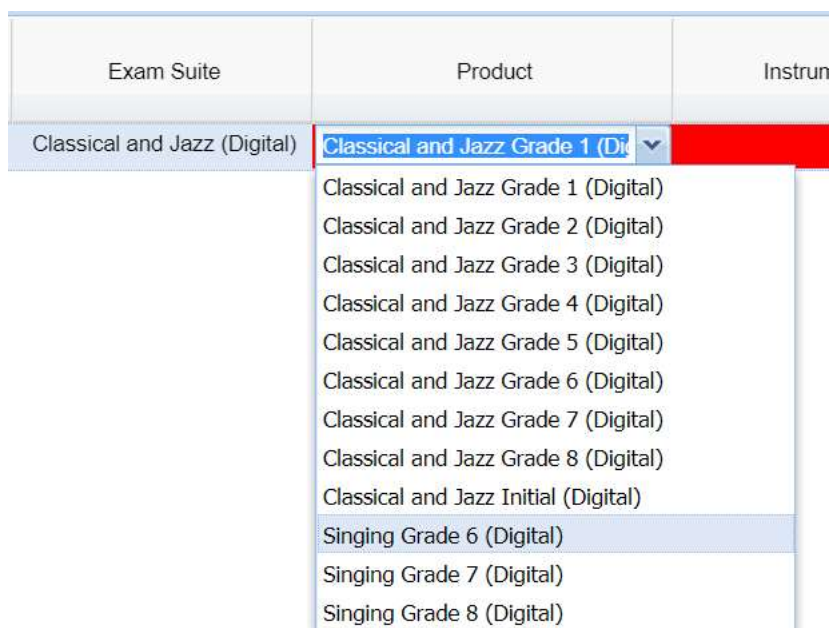 Exam Suite Product Instrum
Classical and Jazz (Digital) Classical and Jazz Grade 1 (Di
Classical and Jazz Grade 1 (Digital)
Classical and Jazz Grade 2 (Digital)
Classical and Jazz Grade 3 (Digital)
Classical and Jazz Grade 4 (Digital)
Classical and Jazz Grade 5 (Digital)
Classical and Jazz Grade 6 (Digital)
Classical and Jazz Grade 7 (Digital)
Classical and Jazz Grade 8 (Digital)
Classical and Jazz Initial (Digital)
Singing Grade 6 (Digital)
Singing Grade 7 (Digital)
Singing Grade 8 (Digital)